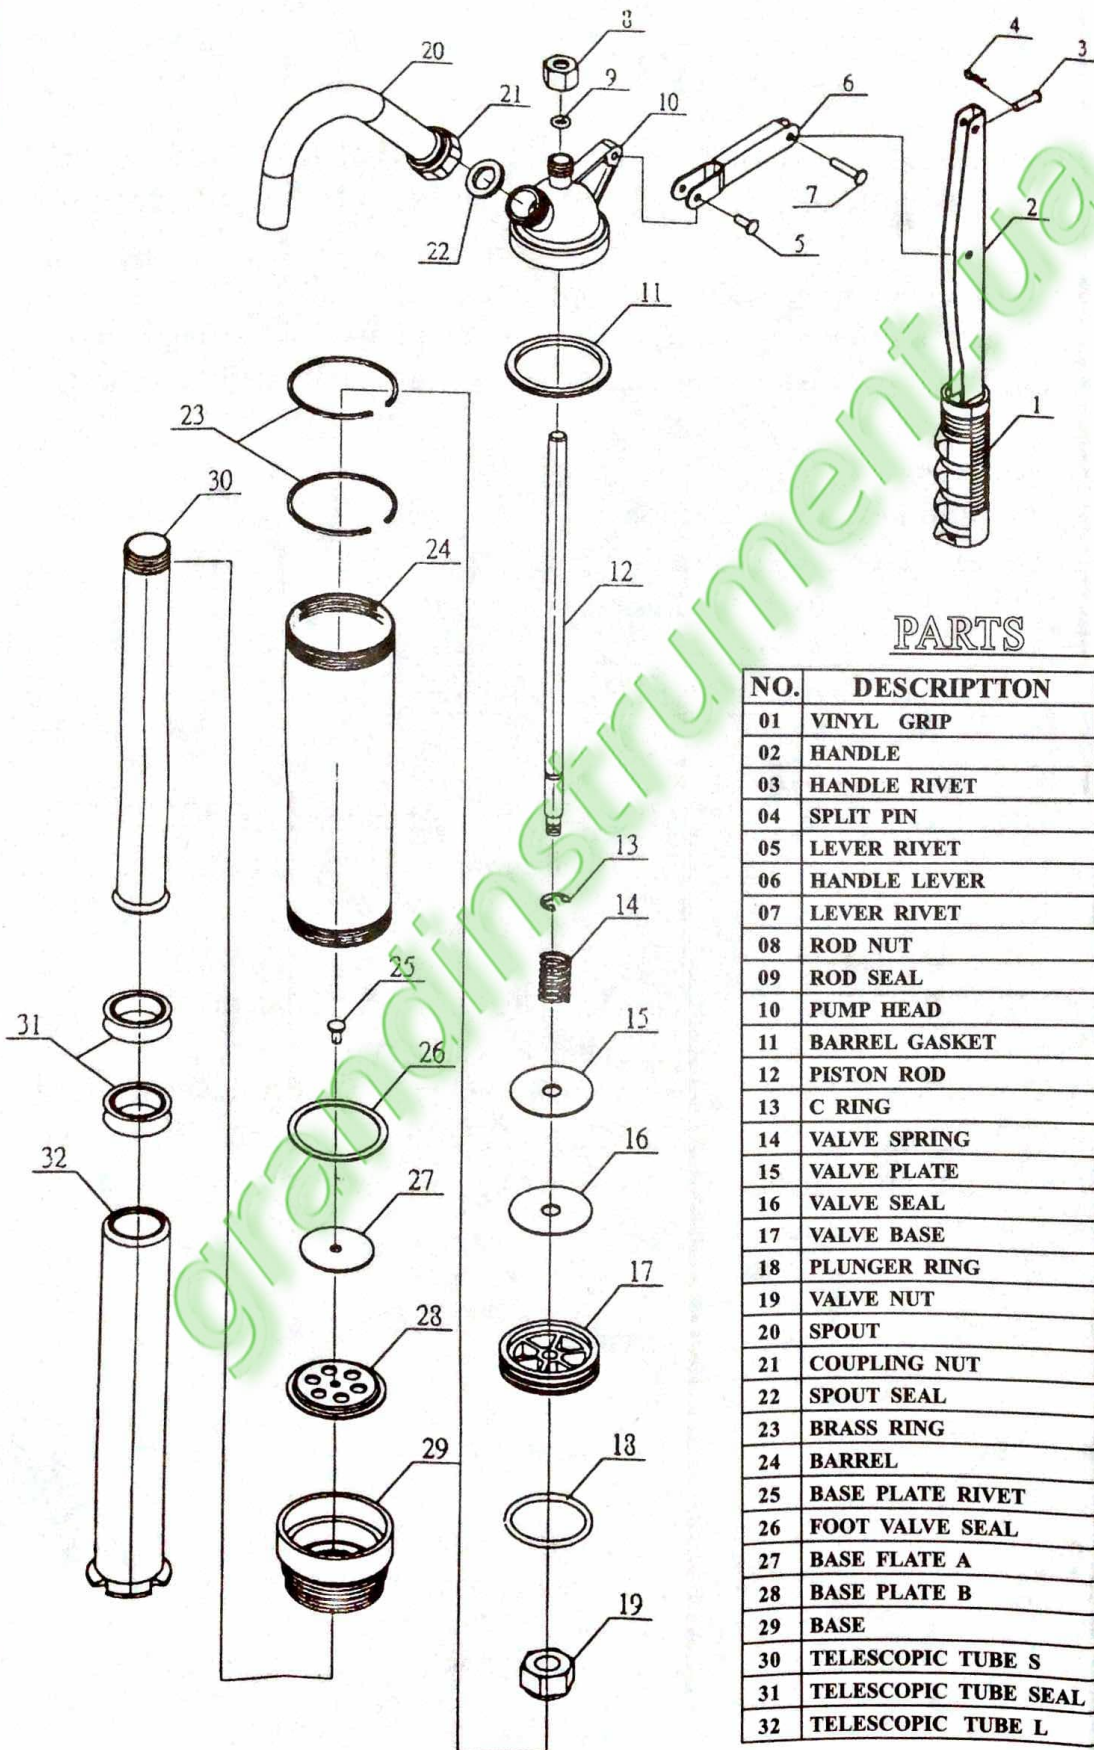 8
4
3
20
21
9
10
6
7
22
5
2
11
1
23
30
24
12
13
14
25
31
15
26
32
16
27
17
28
29
18
19
PARTS
NO. DESCRIPTTON
01 VINYL GRIP
02 HANDLE
03 HANDLE RIVET
04 SPLIT PIN
05 LEVER RIYET
06 HANDLE LEVER
07 LEVER RIVET
08 ROD NUT
09 ROD SEAL
10 PUMP HEAD
11 BARREL GASKET
12 PISTON ROD
13 C RING
14 VALVE SPRING
15 VALVE PLATE
16 VALVE SEAL
17 VALVE BASE
18 PLUNGER RING
19 VALVE NUT
20 SPOUT
21 COUPLING NUT
22 SPOUT SEAL
23 BRASS RING
24 BARREL
25 BASE PLATE RIVET
26 FOOT VALVE SEAL
27 BASE FLATE A
28 BASE PLATE B
29 BASE
30 TELESCOPIC TUBE S
31 TELESCOPIC TUBE SEAL
32 TELESCOPIC TUBE L
grandinstrument.ua